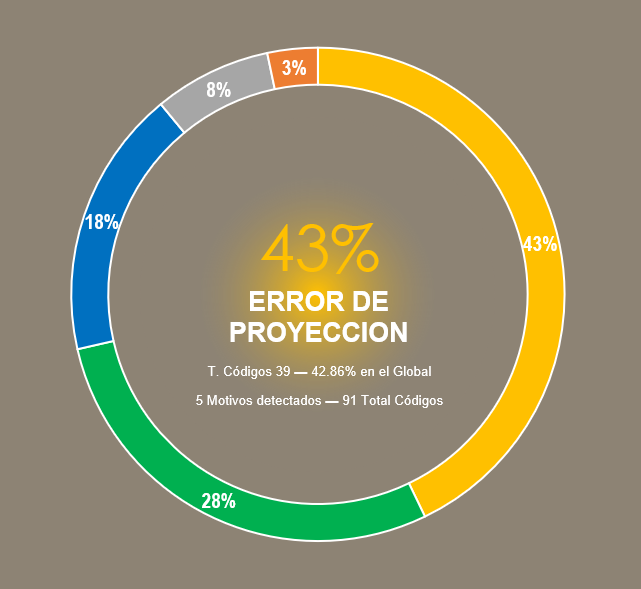 3%
8%
18%
43%
43%
ERROR DE
PROYECCION
T. Códigos 39 — 42.86% en el Global
5 Motivos detectados — 91 Total Códigos
28%